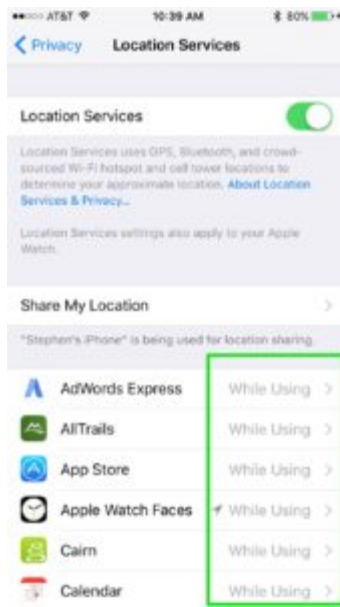 AT&T 10:39 AM 80%
Privacy Location Services
Location Services
Location Services uses GPS, Bluetooth, and crowd-
sourced Wi-Fi hotspot and cell tower locations to
determine your approximate location. About Location
Services & Privacy...
Location Services settings also apply to your Apple
Watch.
Share My Location
"Stephen's iPhone" is being used for location sharing.
AdWords Express While Using
AllTrails While Using
App Store While Using
Apple Watch Faces While Using
Cairn While Using
Calendar While Using